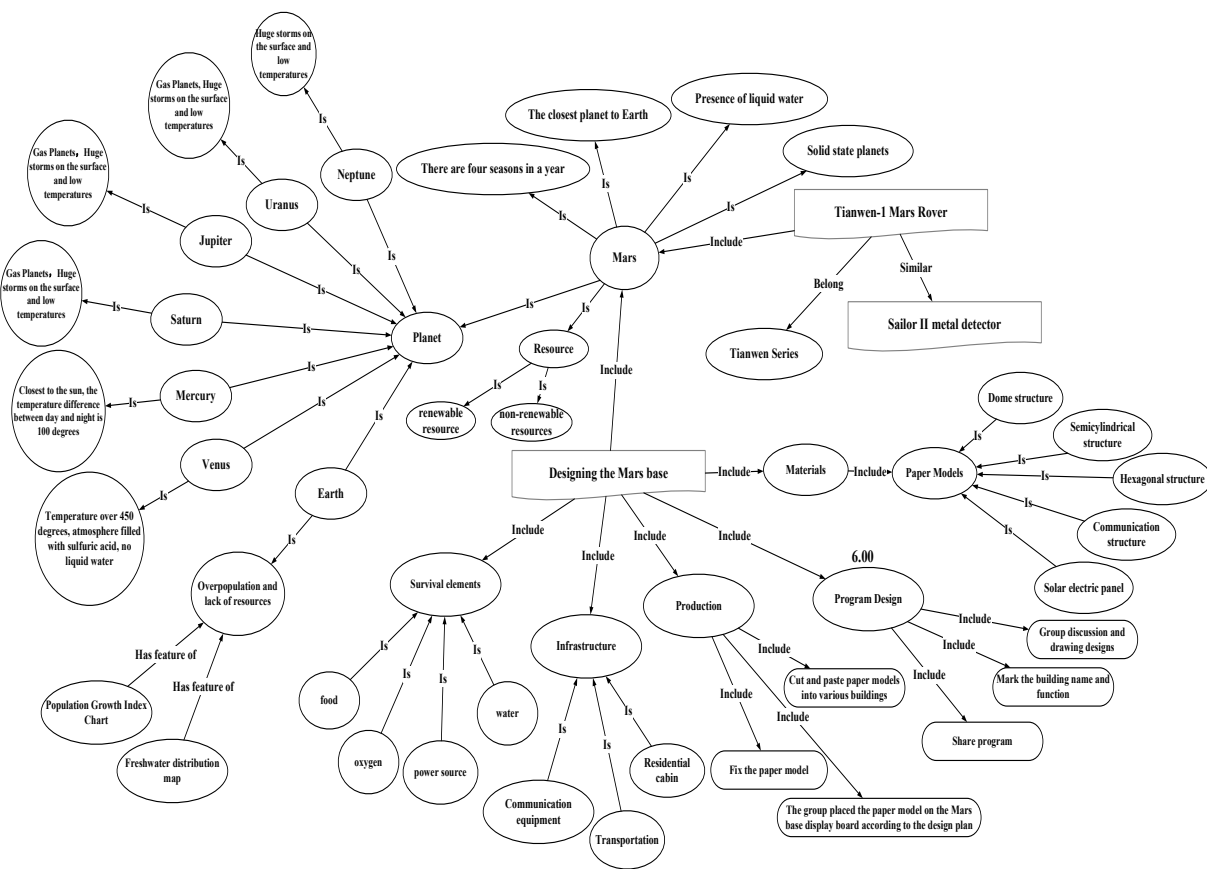 Huge storms on
the surface and
low
temperatures
Is
Gas Planets, Huge
storms on the surface
and low
temperatures
Is
Neptune
Is
Gas Planets，Huge
storms on the surface
and low
temperatures
Is
Uranus
Is
Jupiter
Is
Gas Planets，Huge
storms on the surface
and low
temperatures
Is
Saturn
Is
Planet
Closest to the sun, the
temperature difference
between day and night is
100 degrees
Is
Mercury
Is
Venus
Is
Is
Temperature over 450
degrees, atmosphere filled
with sulfuric acid, no
liquid water
Earth
Is
Is
Overpopulation and
lack of resources
Has feature of
Has feature of
Population Growth Index
Chart
Freshwater distribution
map
The closest planet to Earth
Is
Presence of liquid water
Is
There are four seasons in a year
Is
Solid state planets
Is
Mars
Is
Include
Tianwen-1 Mars Rover
Belong
Similar
Tianwen Series
Sailor II metal detector
Is
Resource
Is
Is
renewable
resource
non-renewable
resources
Include
Designing the Mars base
Include
Materials
Include
Paper Models
Dome structure
Is
Semicylindrical
structure
Is
Hexagonal structure
Is
Communication
structure
Is
Solar electric panel
Is
Include
Include
Include
Include
Survival elements
Is
Is
Is
Is
food
oxygen
power source
water
Infrastructure
Is
Is
Is
Communication
equipment
Transportation
Residential
cabin
Production
Include
Include
Include
Cut and paste paper models
into various buildings
Fix the paper model
The group placed the paper model on the Mars
base display board according to the design plan
6.00
Program Design
Include
Include
Include
Group discussion and
drawing designs
Mark the building name and
function
Share program